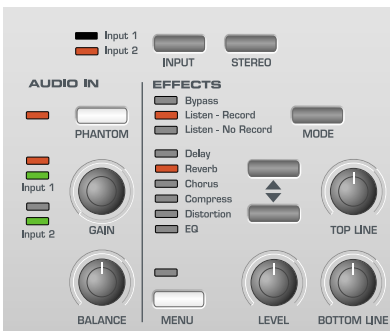 Input 1
Input 2
INPUT
STEREO
AUDIO IN
EFFECTS
Bypass
Listen - Record
Listen - No Record
PHANTOM
MODE
Delay
Reverb
Chorus
Compress
Distortion
EQ
Input 1
Input 2
GAIN
TOP LINE
BALANCE
MENU
LEVEL
BOTTOM LINE